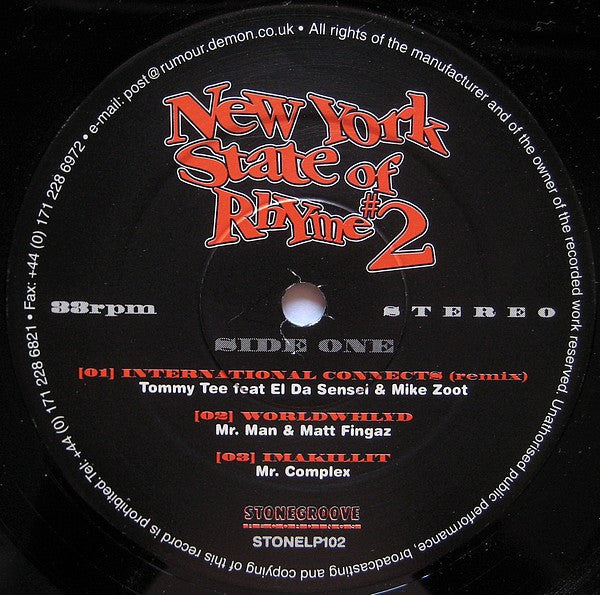 New York
State of
Rhyme #2
33rpm
STEREO
SIDE ONE
[01] INTERNATIONAL CONNECTS (remix)
Tommy Tee feat El Da Sensei & Mike Zoot
[02] WORLDWHLYD
Mr. Man & Matt Fingaz
[03] IMAKILLIT
Mr. Complex
STONEGROOVE
RECORDINGS
STONELP102
Tel: +44 (0) 171 228 6821 • Fax: +44 (0) 171 228 6972 • e-mail: post@rumour.demon.co.uk • All rights of the manufacturer and of the owner of the recorded work reserved. Unauthorised public performance, broadcasting and copying of this record is prohibited.